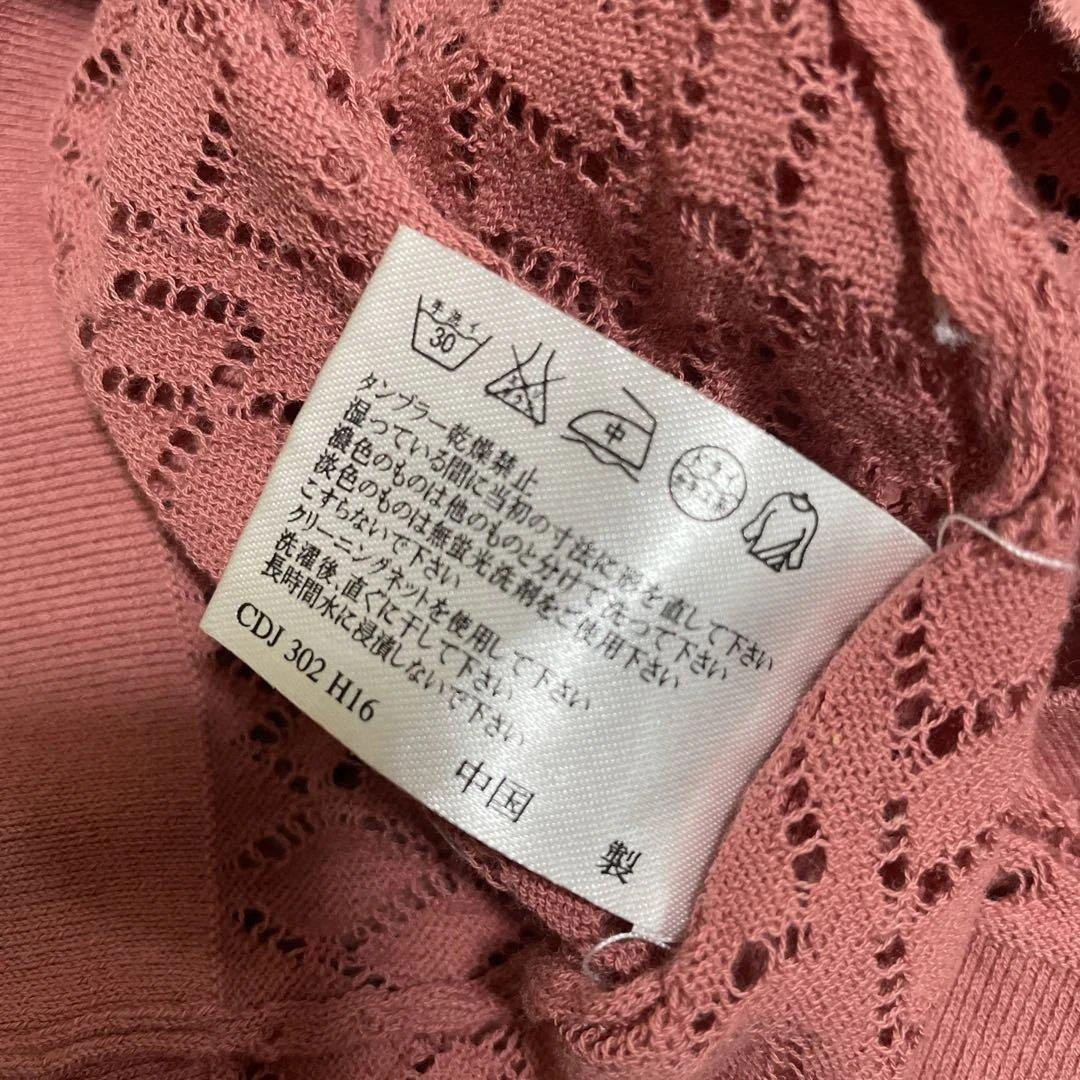 手洗イ
30
中
タンブラー乾燥禁止
湿っている間に当初の寸法に形を直して下さい
濃色のものは他のものと分けて洗って下さい
淡色のものは無蛍光洗剤をご使用下さい
こすらないで下さい
クリーニングネットを使用して下さい
洗濯後、直ぐに干して下さい
長時間水に浸漬しないで下さい
CDJ 302 H16
中国
製